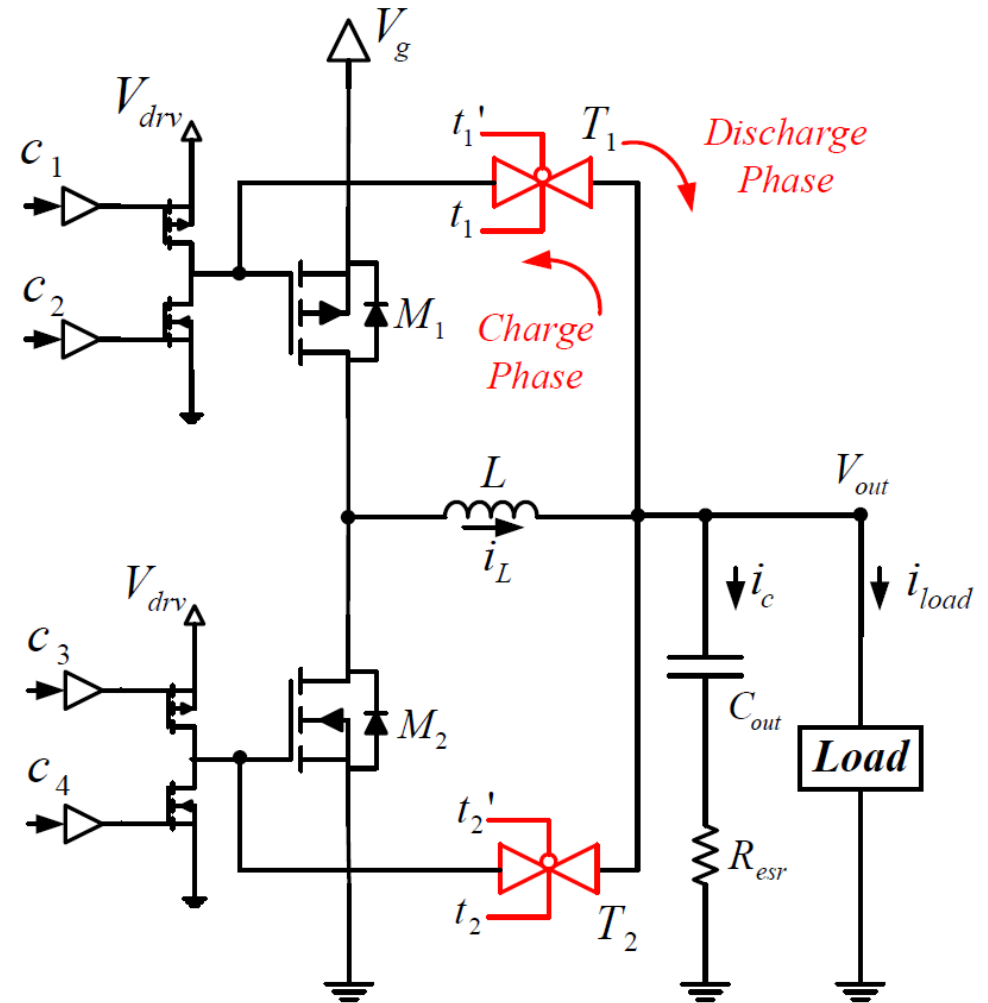 V_g
V_drv
c_1
c_2
t_1'
t_1
T_1
Discharge
Phase
Charge
Phase
M_1
L
i_L
V_out
i_c
i_load
V_drv
c_3
c_4
M_2
C_out
Load
R_esr
t_2'
t_2
T_2